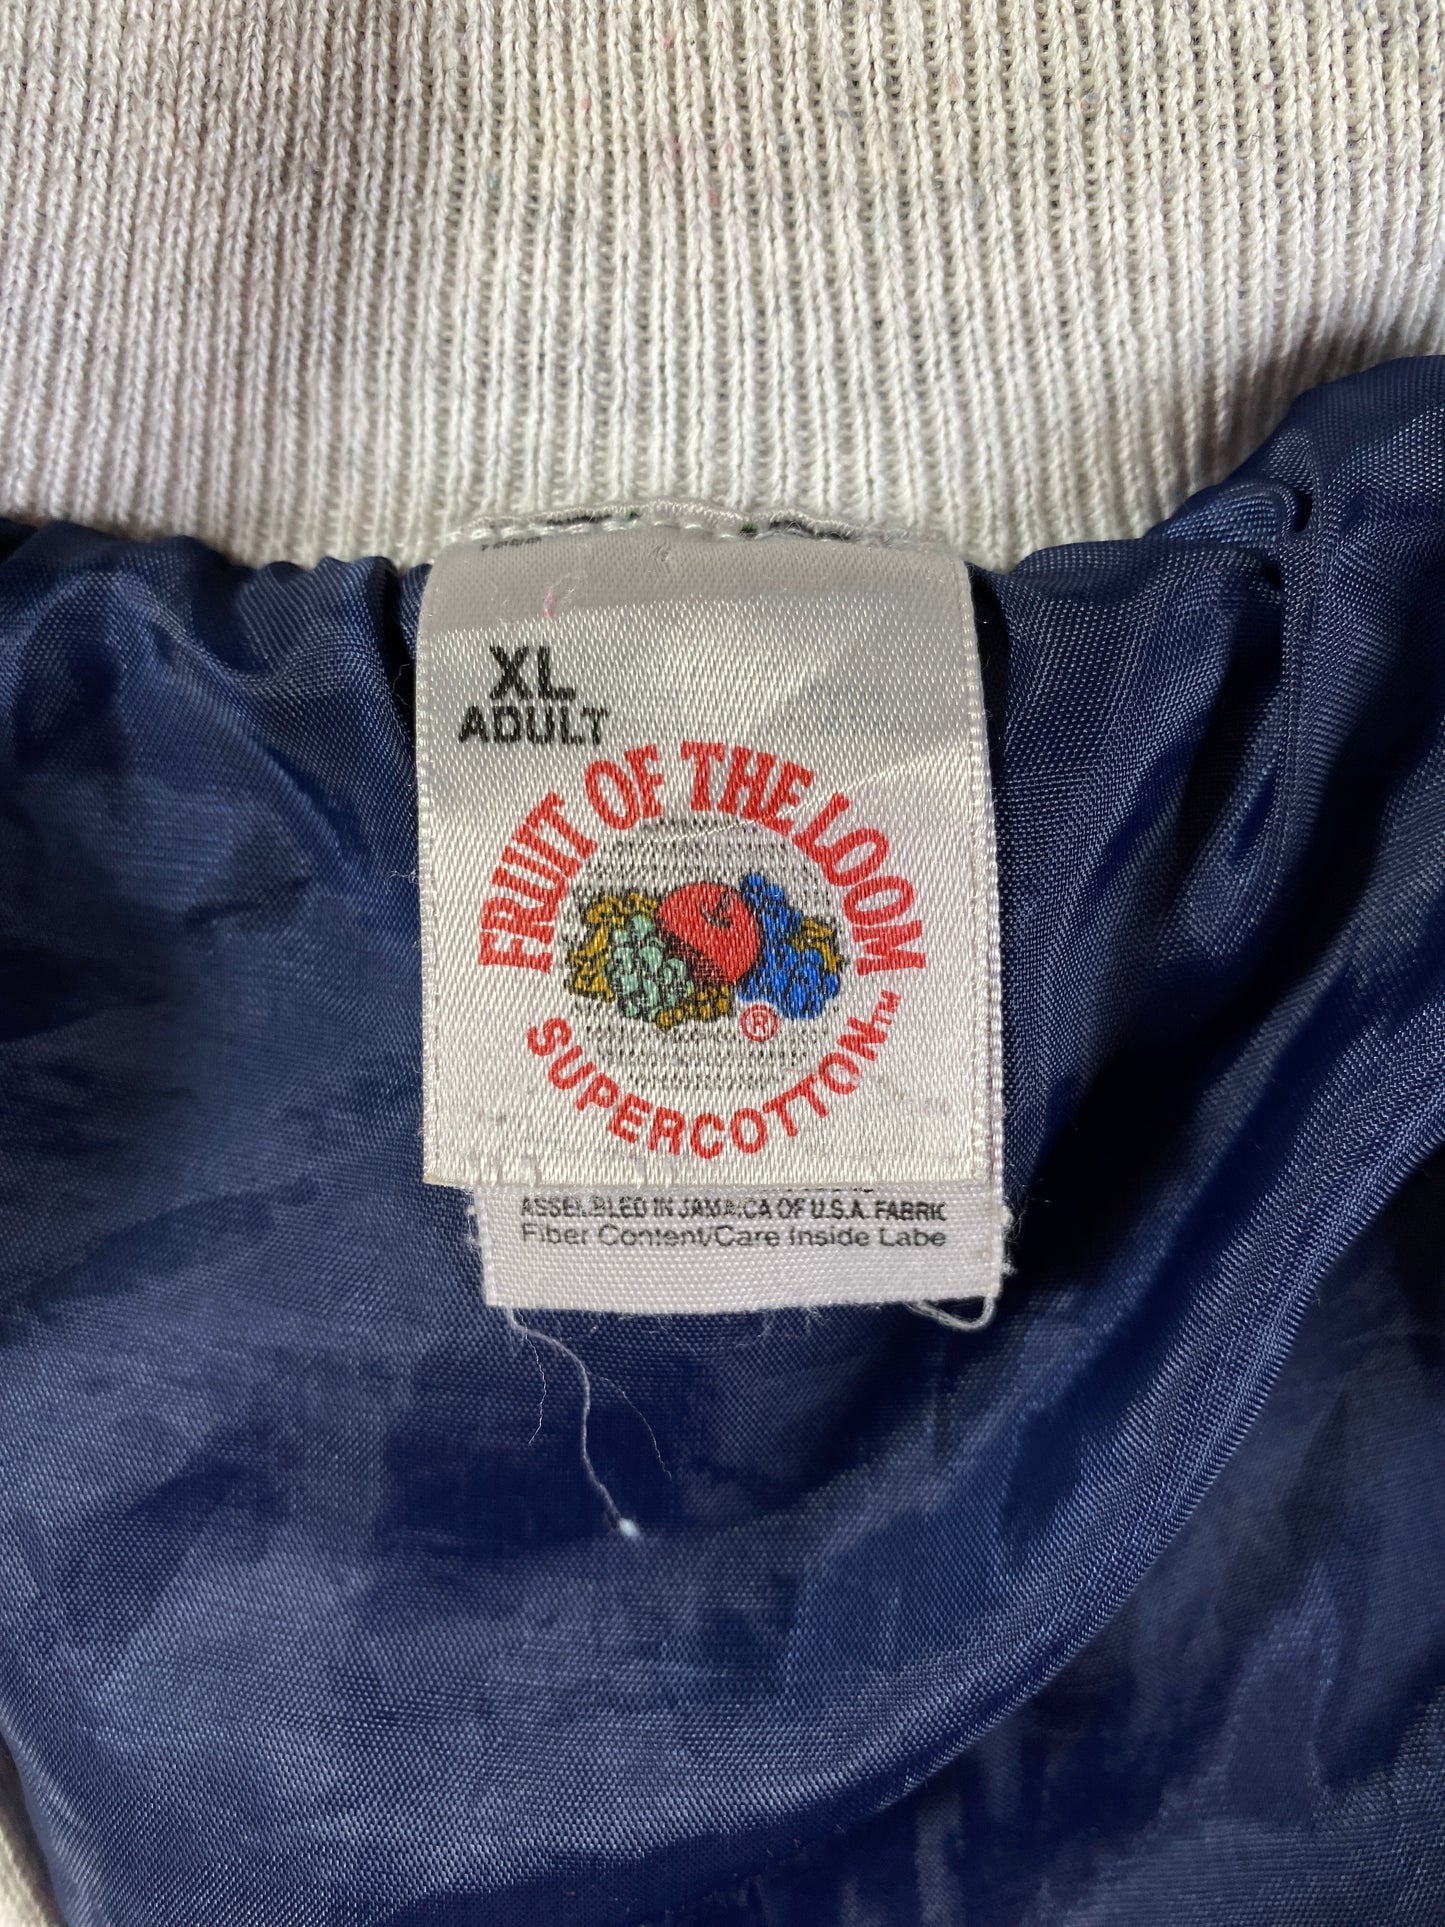 XL
ADULT
FRUIT OF THE LOOM
®
SUPERCOTTON™
ASSEMBLED IN JAMAICA OF U.S.A. FABRIC
Fiber Content/Care Inside Labe